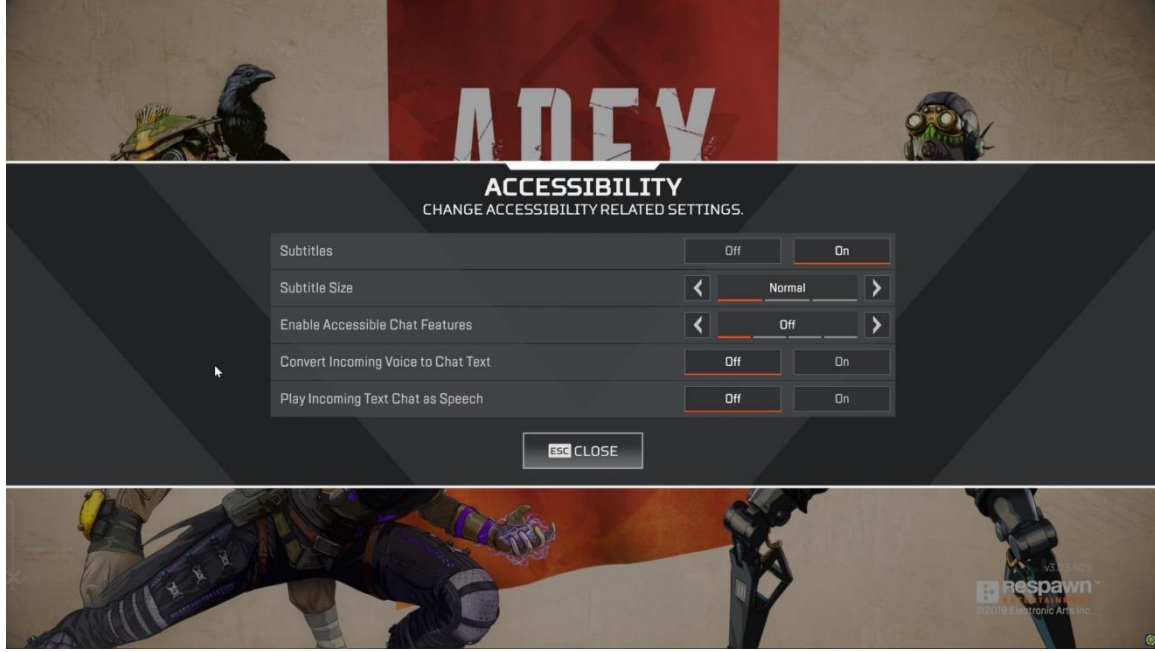 APEX
ACCESSIBILITY
CHANGE ACCESSIBILITY RELATED SETTINGS.
Subtitles Off On
Subtitle Size Normal
Enable Accessible Chat Features Off
Convert Incoming Voice to Chat Text Off On
Play Incoming Text Chat as Speech Off On
ESC CLOSE
Respawn™
ENTERTAINMENT
Electronic Arts Inc.